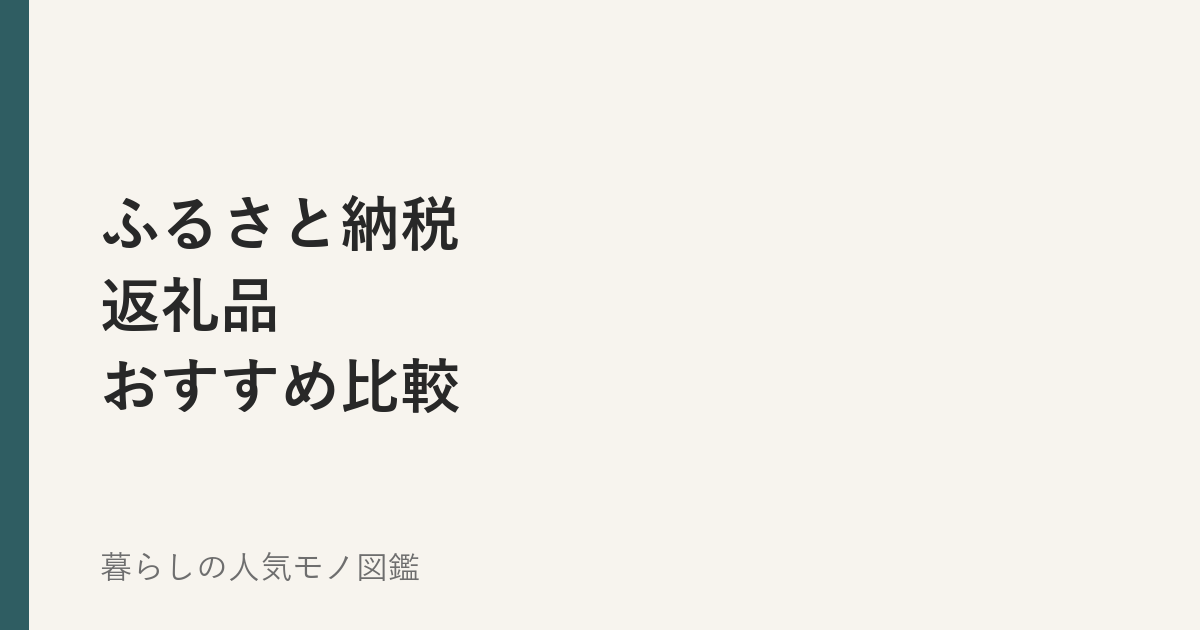 ふるさと納税
返礼品
おすすめ比較
暮らしの人気モノ図鑑